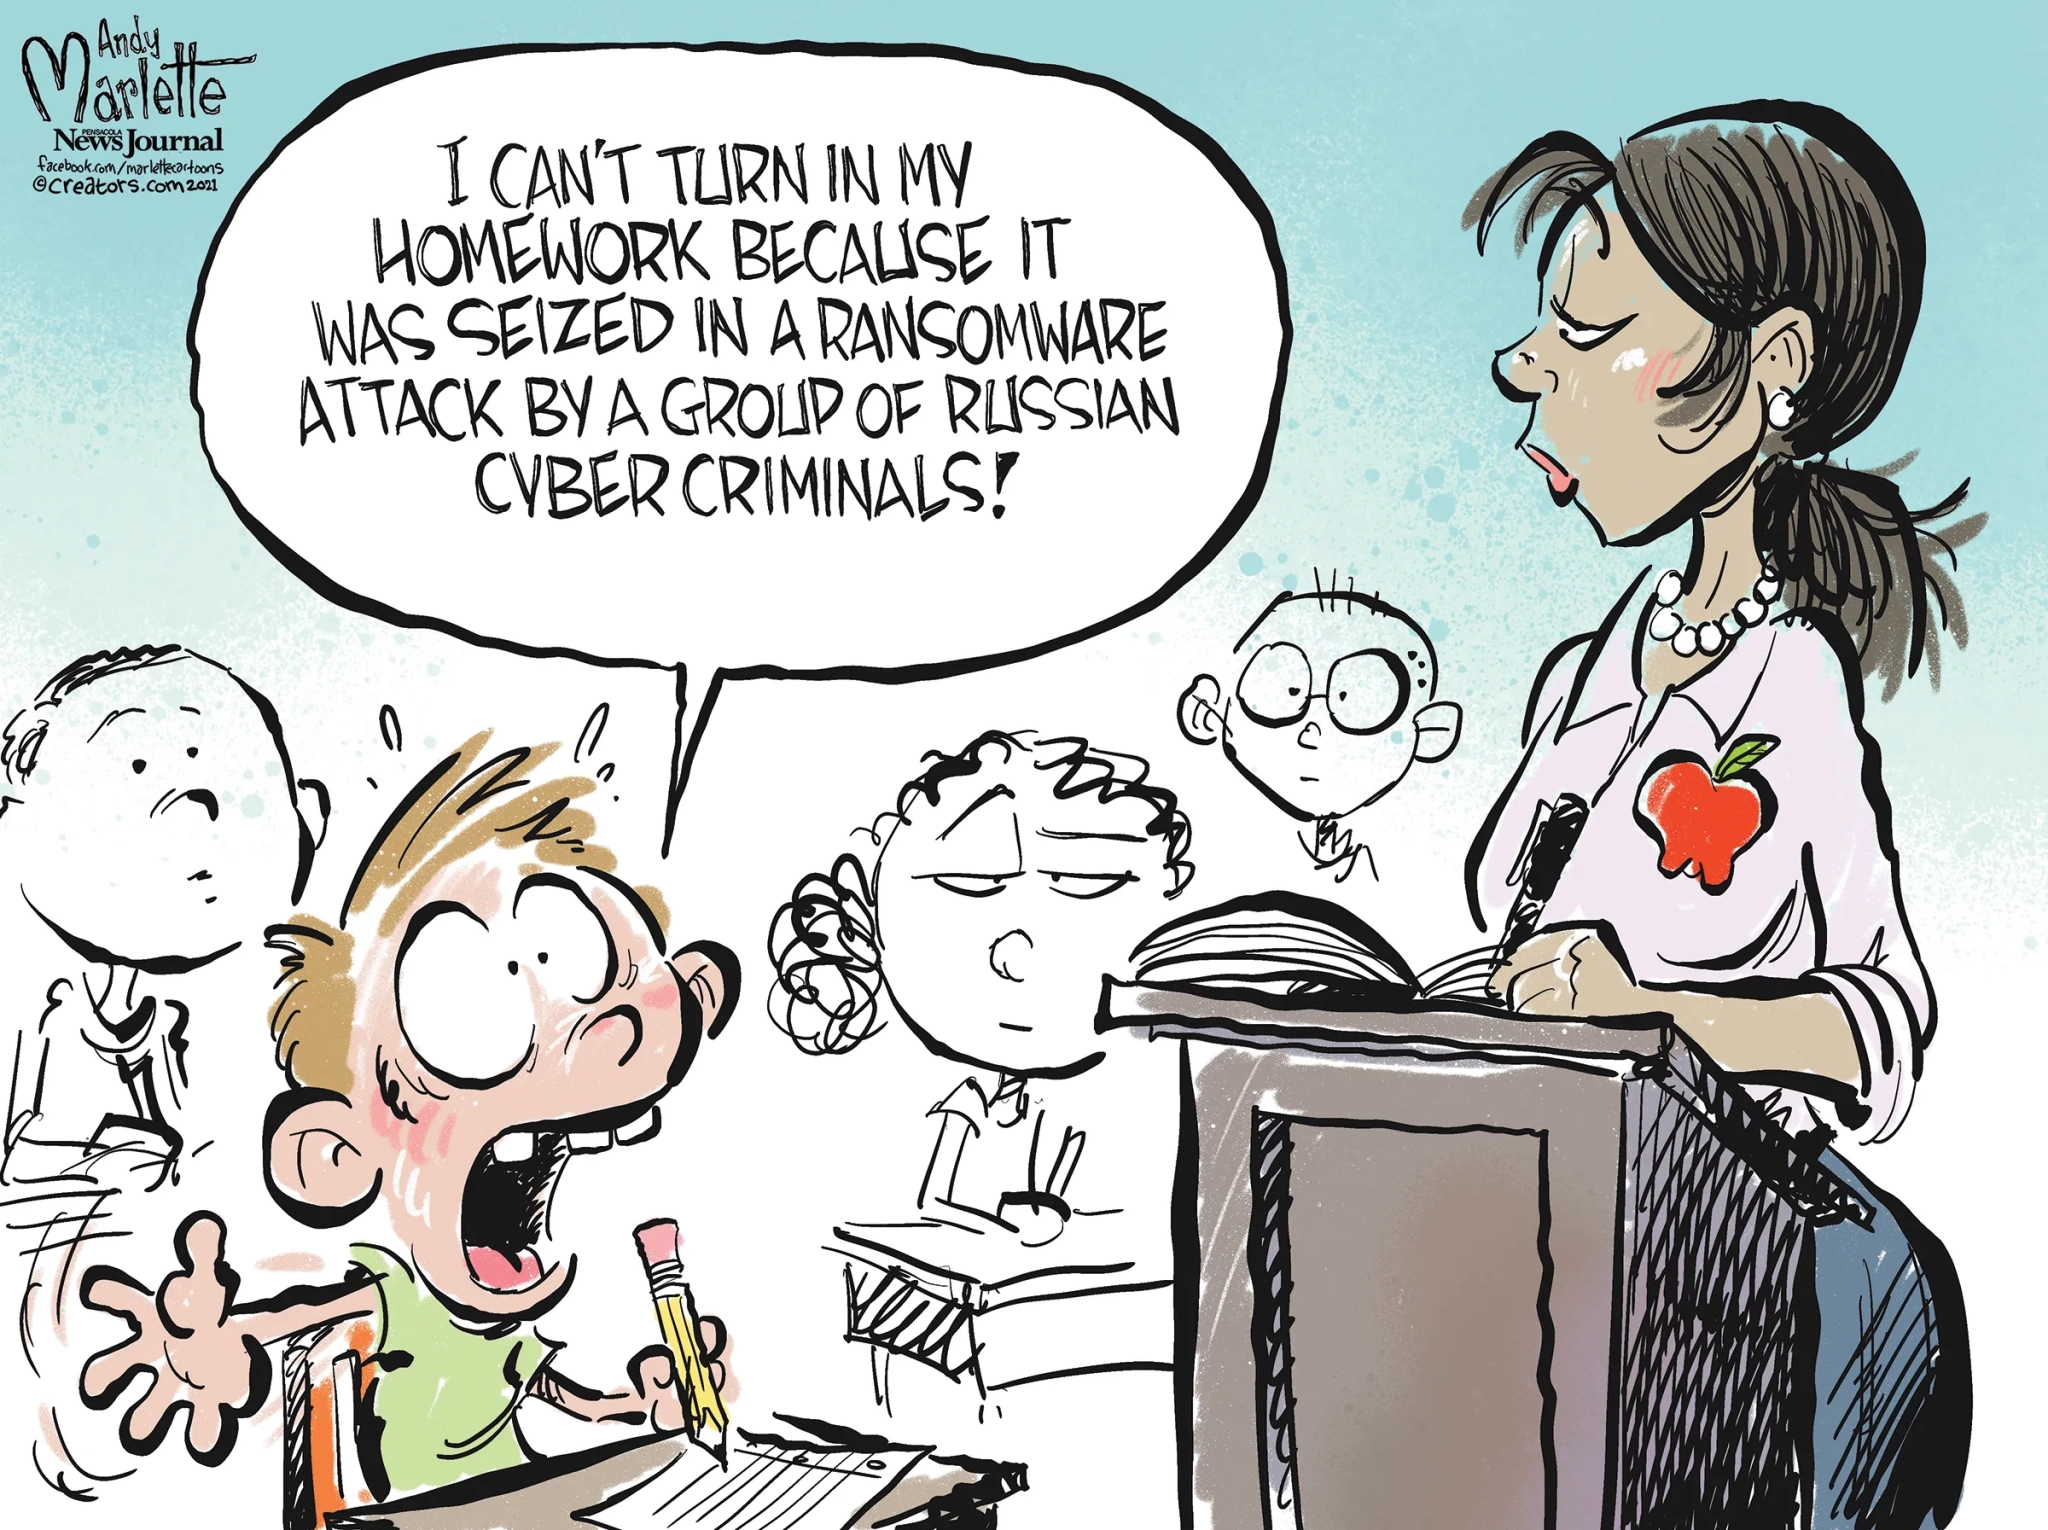 Andy
Marlette
PENSACOLA
News Journal
facebook.com/marlettecartoons
©creators.com 2021
I CAN'T TURN IN MY
HOMEWORK BECAUSE IT
WAS SEIZED IN A RANSOMWARE
ATTACK BY A GROUP OF RUSSIAN
CYBER CRIMINALS!